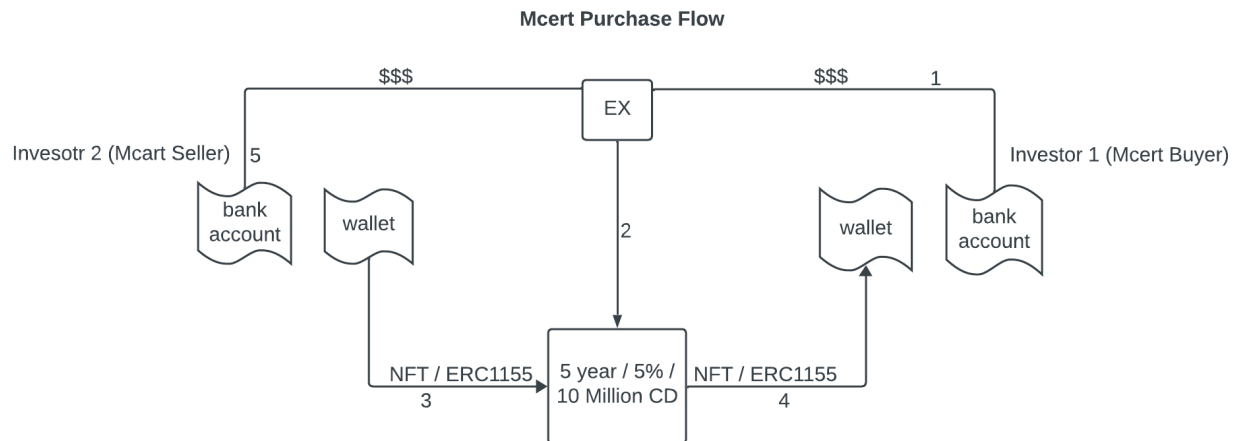 Mcert Purchase Flow
$$$
$$$
1
EX
Invesotr 2 (Mcart Seller)
5
Investor 1 (Mcert Buyer)
bank
account
wallet
2
wallet
bank
account
NFT / ERC1155
3
5 year / 5% /
10 Million CD
NFT / ERC1155
4